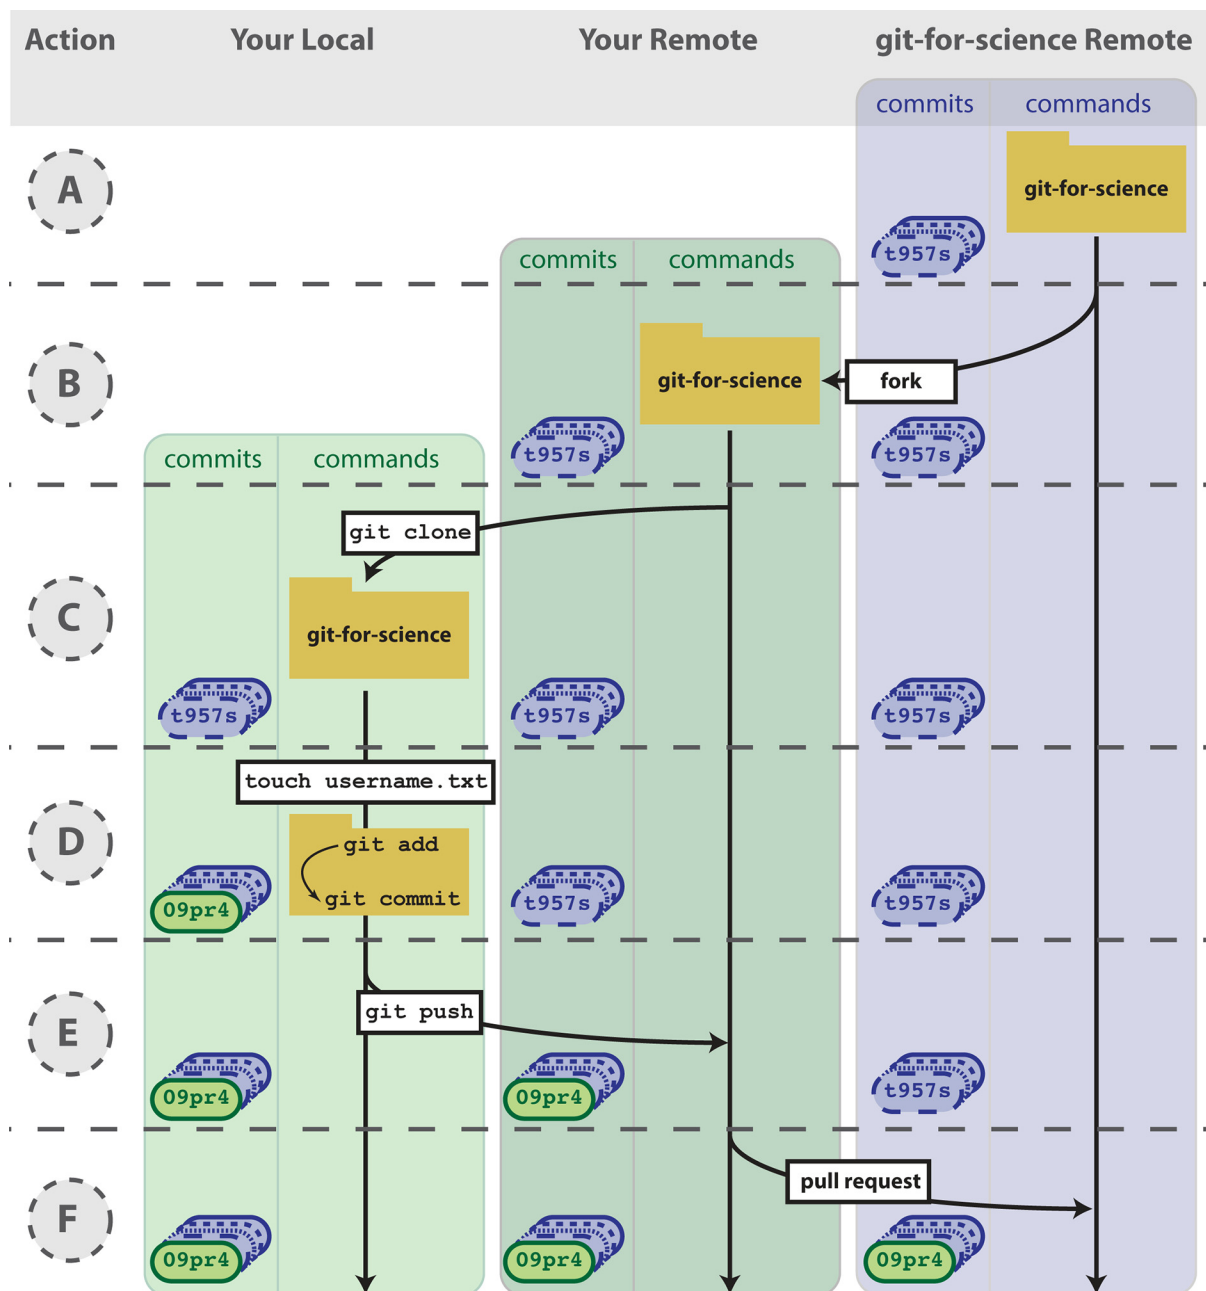 Action Your Local Your Remote git-for-science Remote
commits commands
A
git-for-science
t957s
commits commands
B
git-for-science
fork
t957s
t957s
commits commands
git clone
C
git-for-science
t957s
t957s
t957s
touch username.txt
D
git add
git commit
09pr4
t957s
t957s
E
git push
09pr4
09pr4
t957s
pull request
F
09pr4
09pr4
09pr4